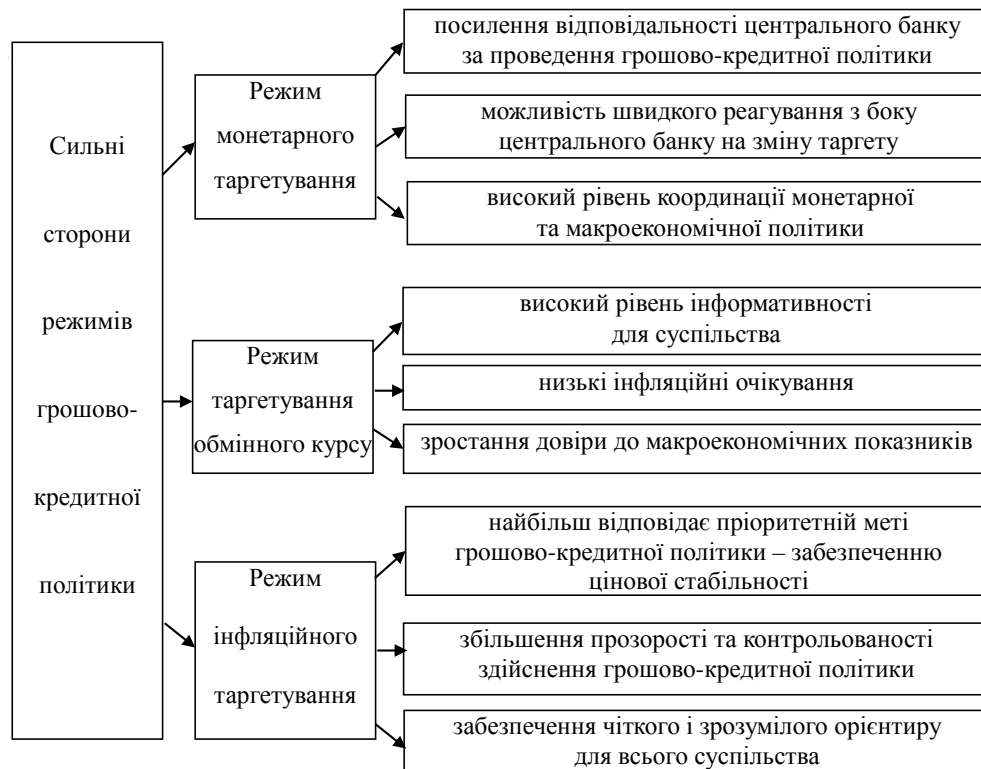 Сильні
сторони
режимів
грошово-
кредитної
політики
Режим
монетарного
таргетування
посилення відповідальності центрального банку
за проведення грошово-кредитної політики
можливість швидкого реагування з боку
центрального банку на зміну таргету
високий рівень координації монетарної
та макроекономічної політики
Режим
таргетування
обмінного курсу
високий рівень інформативності
для суспільства
низькі інфляційні очікування
зростання довіри до макроекономічних показників
Режим
інфляційного
таргетування
найбільш відповідає пріоритетній меті
грошово-кредитної політики – забезпеченню
цінової стабільності
збільшення прозорості та контрольованості
здійснення грошово-кредитної політики
забезпечення чіткого і зрозумілого орієнтиру
для всього суспільства